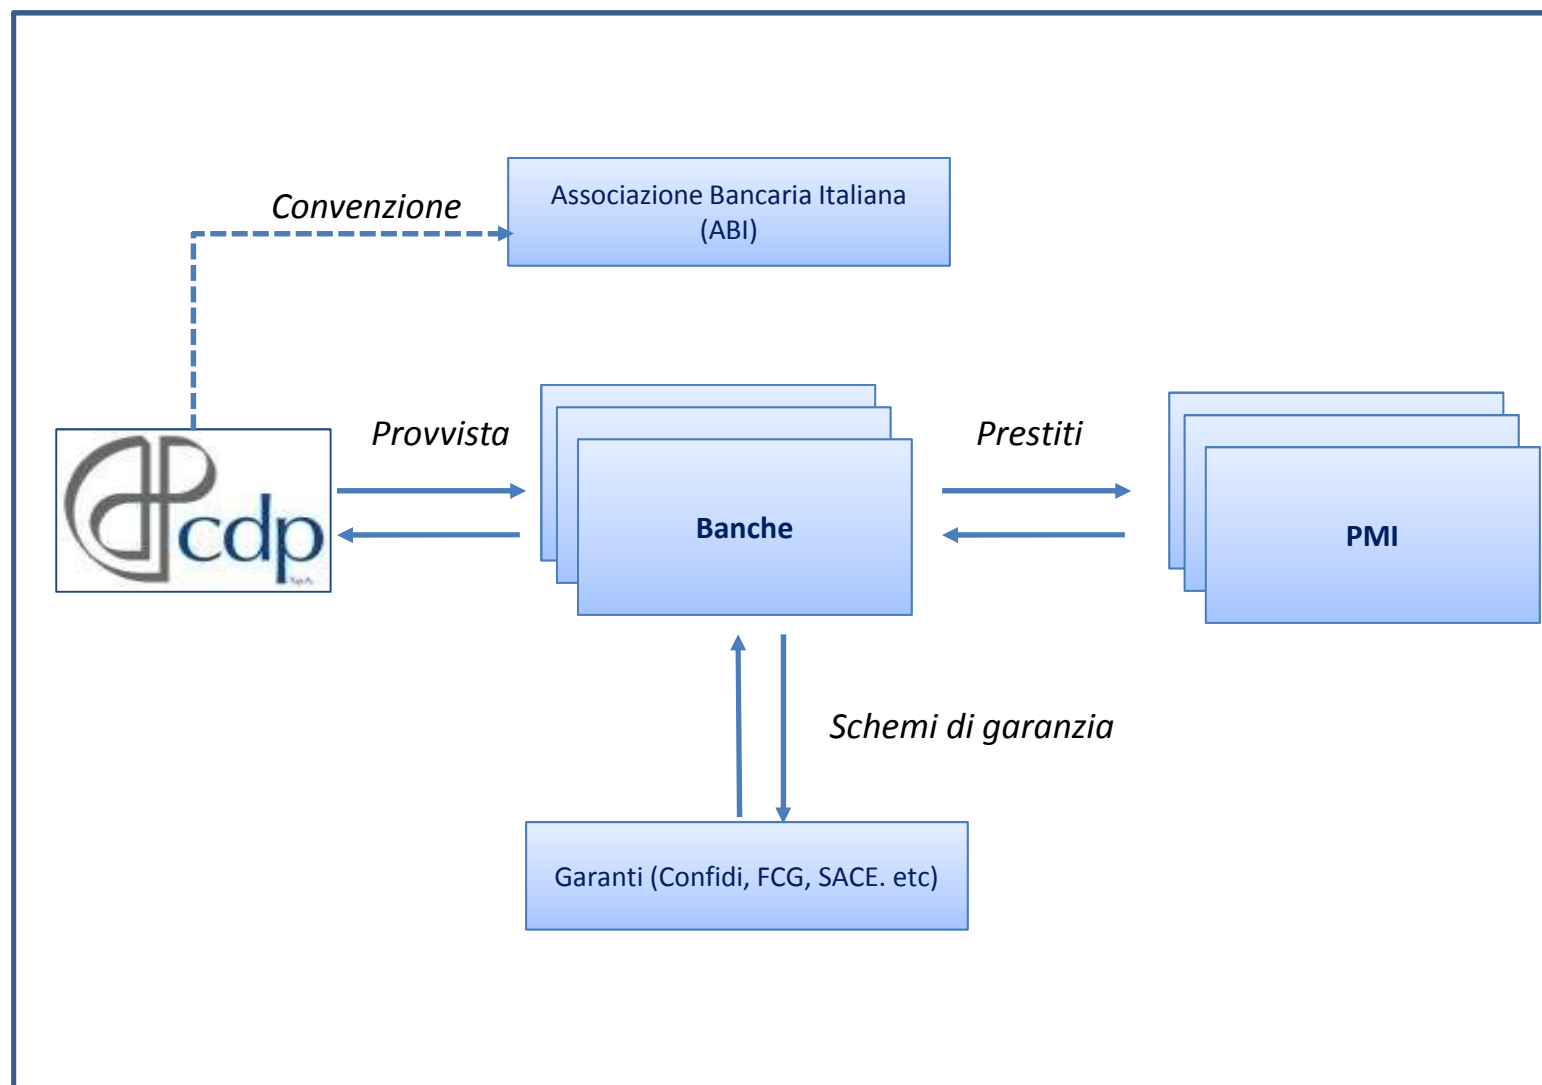 Associazione Bancaria Italiana
(ABI)
Convenzione
Provvista
Prestiti
cdp
Banche
PMI
Schemi di garanzia
Garanti (Confidi, FCG, SACE. etc)